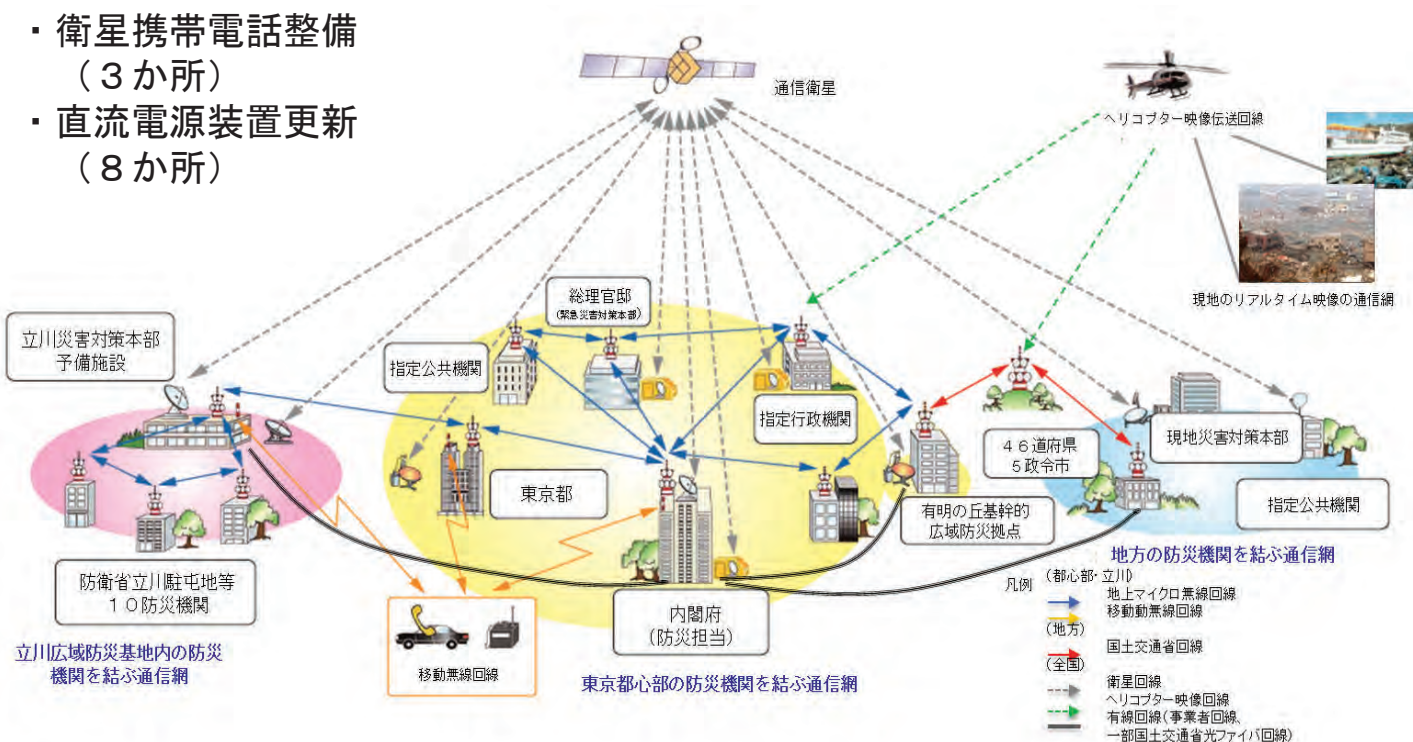 ・衛星携帯電話整備
（３か所）
・直流電源装置更新
（８か所）
通信衛星
ヘリコプター映像伝送回線
現地のリアルタイム映像の通信網
総理官邸
(緊急災害対策本部)
立川災害対策本部
予備施設
指定公共機関
指定行政機関
東京都
４６道府県
５政令市
現地災害対策本部
指定公共機関
有明の丘基幹的
広域防災拠点
防衛省立川駐屯地等
１０防災機関
内閣府
(防災担当)
移動無線回線
立川広域防災基地内の防災
機関を結ぶ通信網
東京都心部の防災機関を結ぶ通信網
地方の防災機関を結ぶ通信網
凡例
(都心部・立川)
地上マイクロ無線回線
移動動無線回線
(地方)
国土交通省回線
(全国)
衛星回線
ヘリコプター映像回線
有線回線(事業者回線、
一部国土交通省光ファイバ回線)